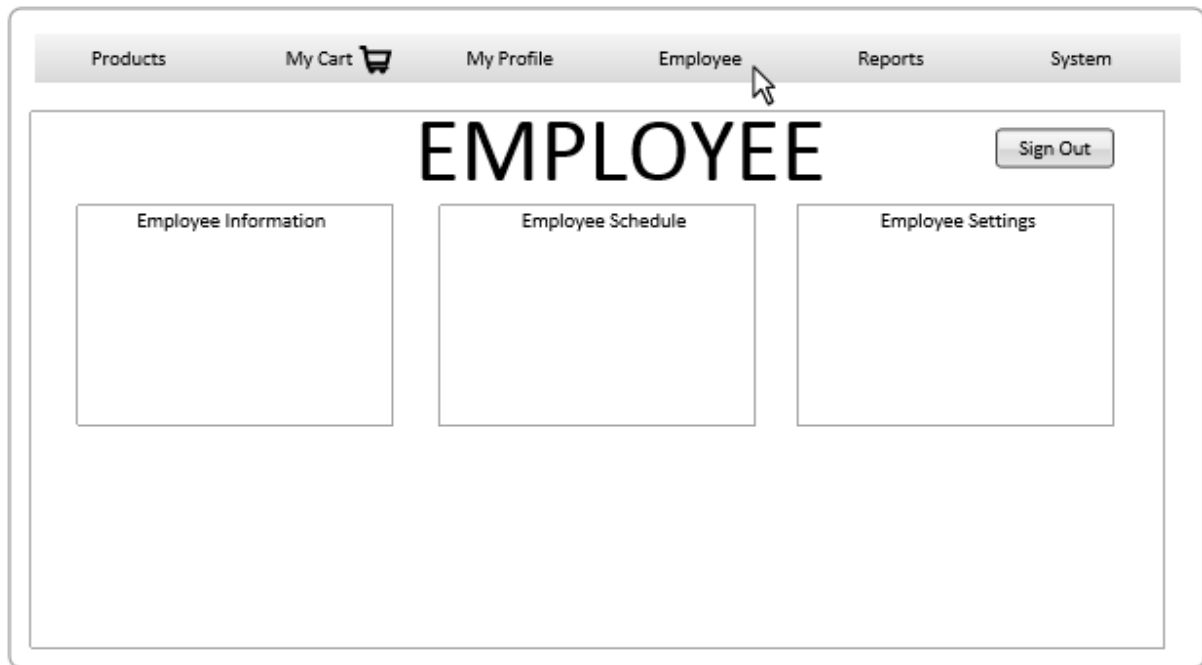 Products My Cart My Profile Employee Reports System
EMPLOYEE
Sign Out
Employee Information Employee Schedule Employee Settings